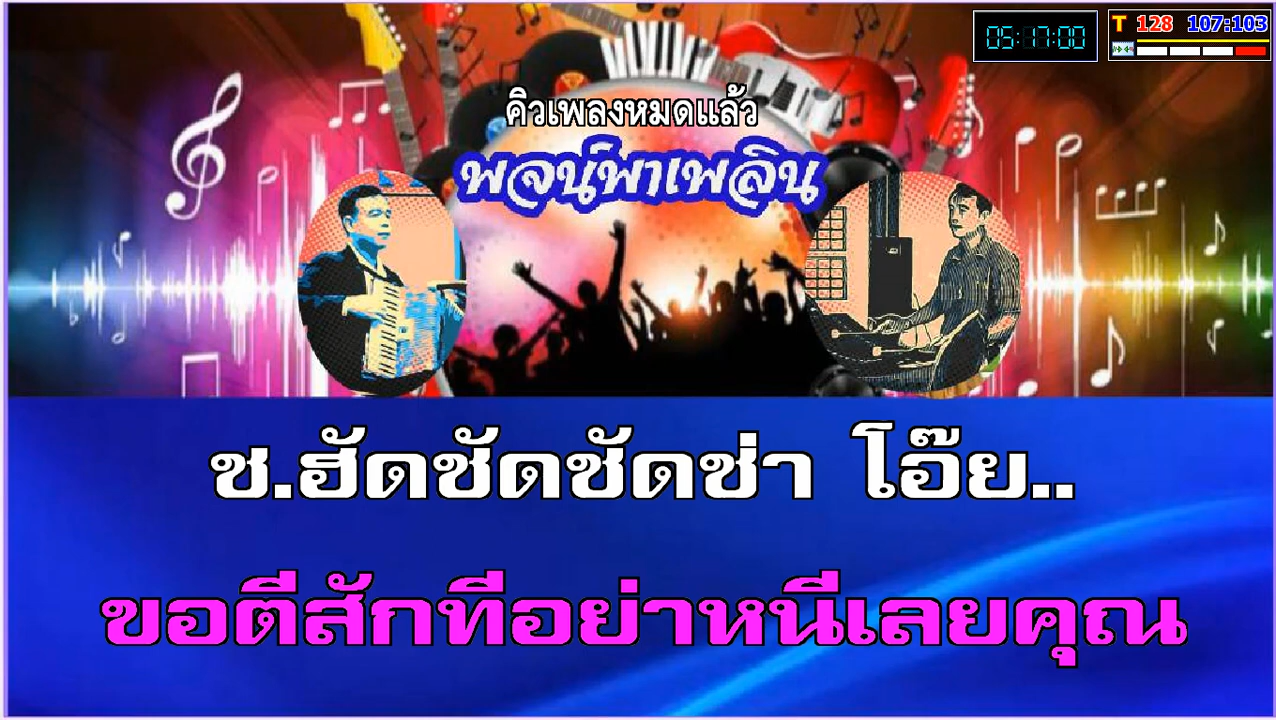 05:17:00
T 128 107:103
คิวเพลงหมดแล้ว
พจน์พาเพลิน
ช.ฮัดชัดชัดช่า โอ๊ย..
ขอตีสักทีอย่าหนีเลยคุณ